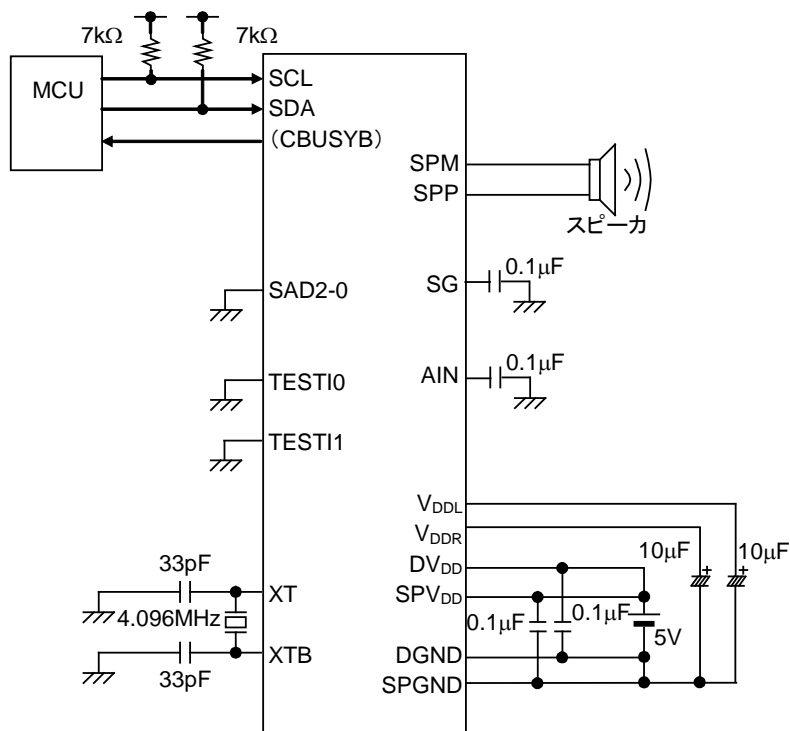 7kΩ
7kΩ
MCU
SCL
SDA
(CBUSYB)
SPM
SPP
スピーカ
SAD2-0
SG
0.1μF
TESTI0
AIN
0.1μF
TESTI1
VDDL
VDDR
10μF
10μF
33pF
DVDD
XT
SPVDD
4.096MHz
0.1μF
0.1μF
5V
XTB
DGND
33pF
SPGND